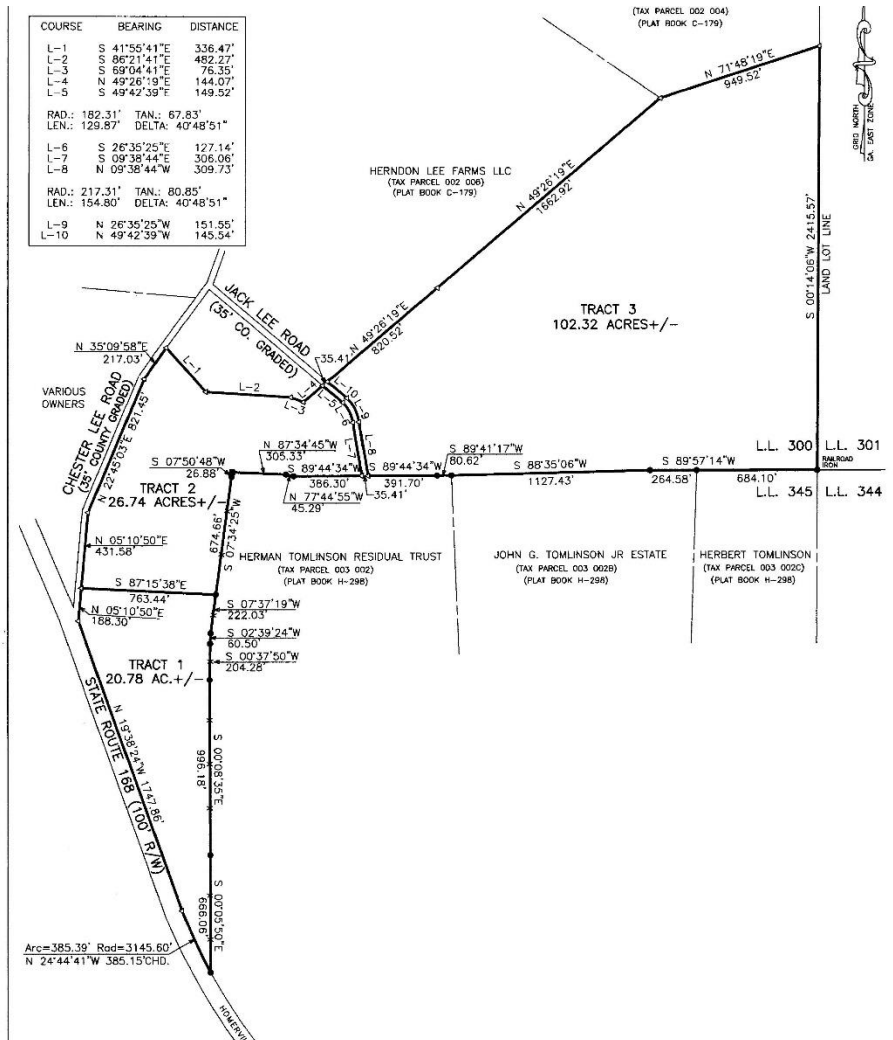 COURSE BEARING DISTANCE
L-1 S 41°55'41"E 336.47'
L-2 S 86°21'41"E 482.27'
L-3 S 69°04'41"E 76.35'
L-4 N 49°26'19"E 144.07'
L-5 S 49°42'39"E 149.52'
RAD.: 182.31' TAN.: 67.83'
LEN.: 129.87' DELTA: 40°48'51"
L-6 S 26°35'25"E 127.14'
L-7 S 09°38'44"E 306.06'
L-8 N 09°38'44"W 309.73'
RAD.: 217.31' TAN.: 80.85'
LEN.: 154.80' DELTA: 40°48'51"
L-9 N 26°35'25"W 151.55'
L-10 N 49°42'39"W 145.54'
(TAX PARCEL 002 004)
(PLAT BOOK C-179)
N 71°48'19"E
949.52'
GRID NORTH
GA. EAST ZONE
HERNDON LEE FARMS LLC
(TAX PARCEL 002 006)
(PLAT BOOK C-179)
N 49°26'19"E
1662.92'
S 00°14'06"W 2415.57'
LAND LOT LINE
JACK LEE ROAD
(35' CO. GRADED)
N 49°26'19"E
820.52'
TRACT 3
102.32 ACRES+/-
35.41'
N 35°09'58"E
217.03'
L-1
L-2
L-3
L-4
L-5
L-10
L-9
L-6
L-7
L-8
VARIOUS
OWNERS
CHESTER LEE ROAD
(35' COUNTY GRADED)
N 22°45'03"E 821.45'
S 07°50'48"W
26.88'
N 87°34'45"W
305.33'
S 89°44'34"W
386.30'
N 77°44'55"W
45.29'
S 89°44'34"W
391.70'
35.41'
S 89°41'17"W
80.62'
S 88°35'06"W
1127.43'
S 89°57'14"W
264.58'
684.10'
L.L. 300
L.L. 301
RAILROAD
IRON
L.L. 345
L.L. 344
TRACT 2
26.74 ACRES+/-
674.66'
S 07°34'25"W
HERMAN TOMLINSON RESIDUAL TRUST
(TAX PARCEL 003 002)
(PLAT BOOK H-298)
JOHN G. TOMLINSON JR ESTATE
(TAX PARCEL 003 002B)
(PLAT BOOK H-298)
HERBERT TOMLINSON
(TAX PARCEL 003 002C)
(PLAT BOOK H-298)
N 05°10'50"E
431.58'
S 87°15'38"E
763.44'
N 05°10'50"E
188.30'
S 07°37'19"W
222.03'
S 02°39'24"W
60.50'
S 00°37'50"W
204.28'
TRACT 1
20.78 AC.+/-
STATE ROUTE 168 (100' R/W)
N 19°38'24"W 1747.86'
S 00°08'35"E
996.18'
S 00°05'50"E
666.06'
Arc=385.39' Rad=3145.60'
N 24°44'41"W 385.15'CHD.